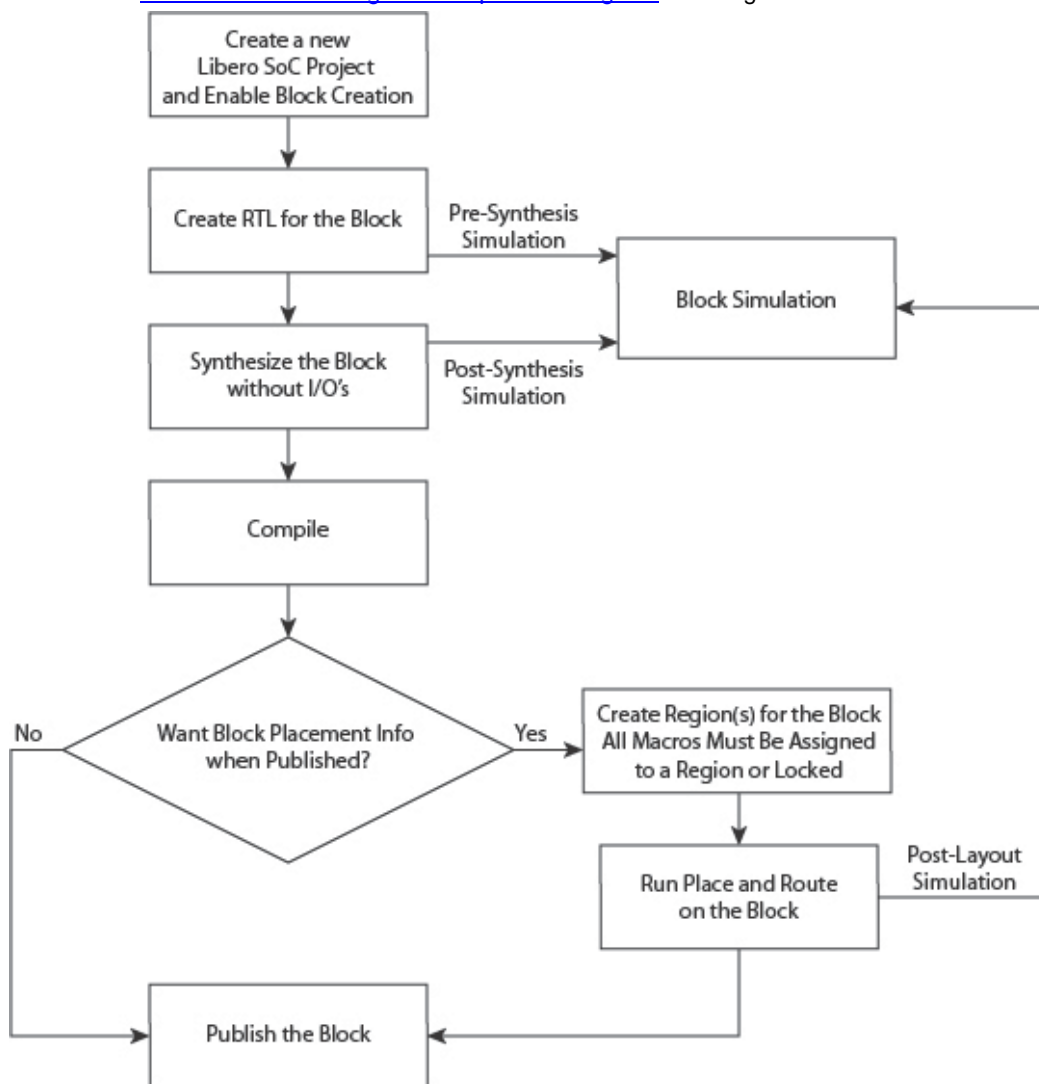 Create a new
Libero SoC Project
and Enable Block Creation
Create RTL for the Block
Pre-Synthesis
Simulation
Block Simulation
Synthesize the Block
without I/O's
Post-Synthesis
Simulation
Compile
No
Want Block Placement Info
when Published?
Yes
Create Region(s) for the Block
All Macros Must Be Assigned
to a Region or Locked
Run Place and Route
on the Block
Post-Layout
Simulation
Publish the Block